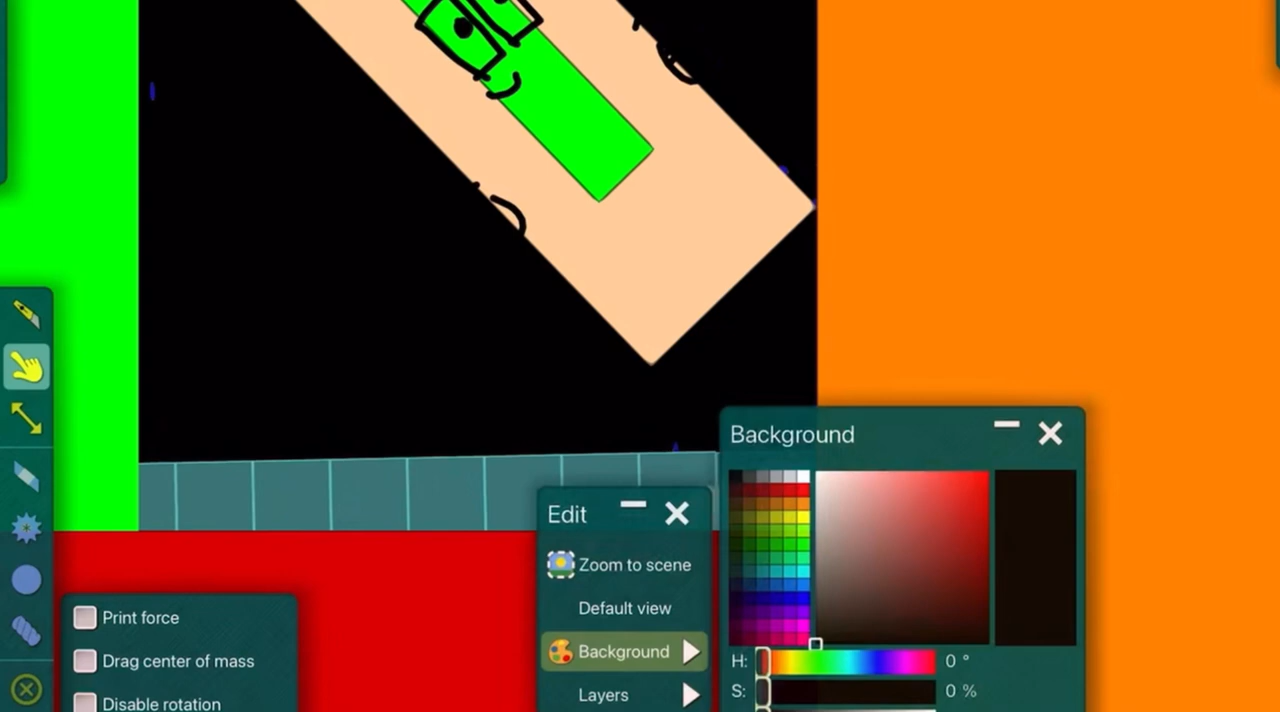 Background
Edit
Zoom to scene
Default view
Background
Layers
H: 0 °
S: 0 %
Print force
Drag center of mass
Disable rotation